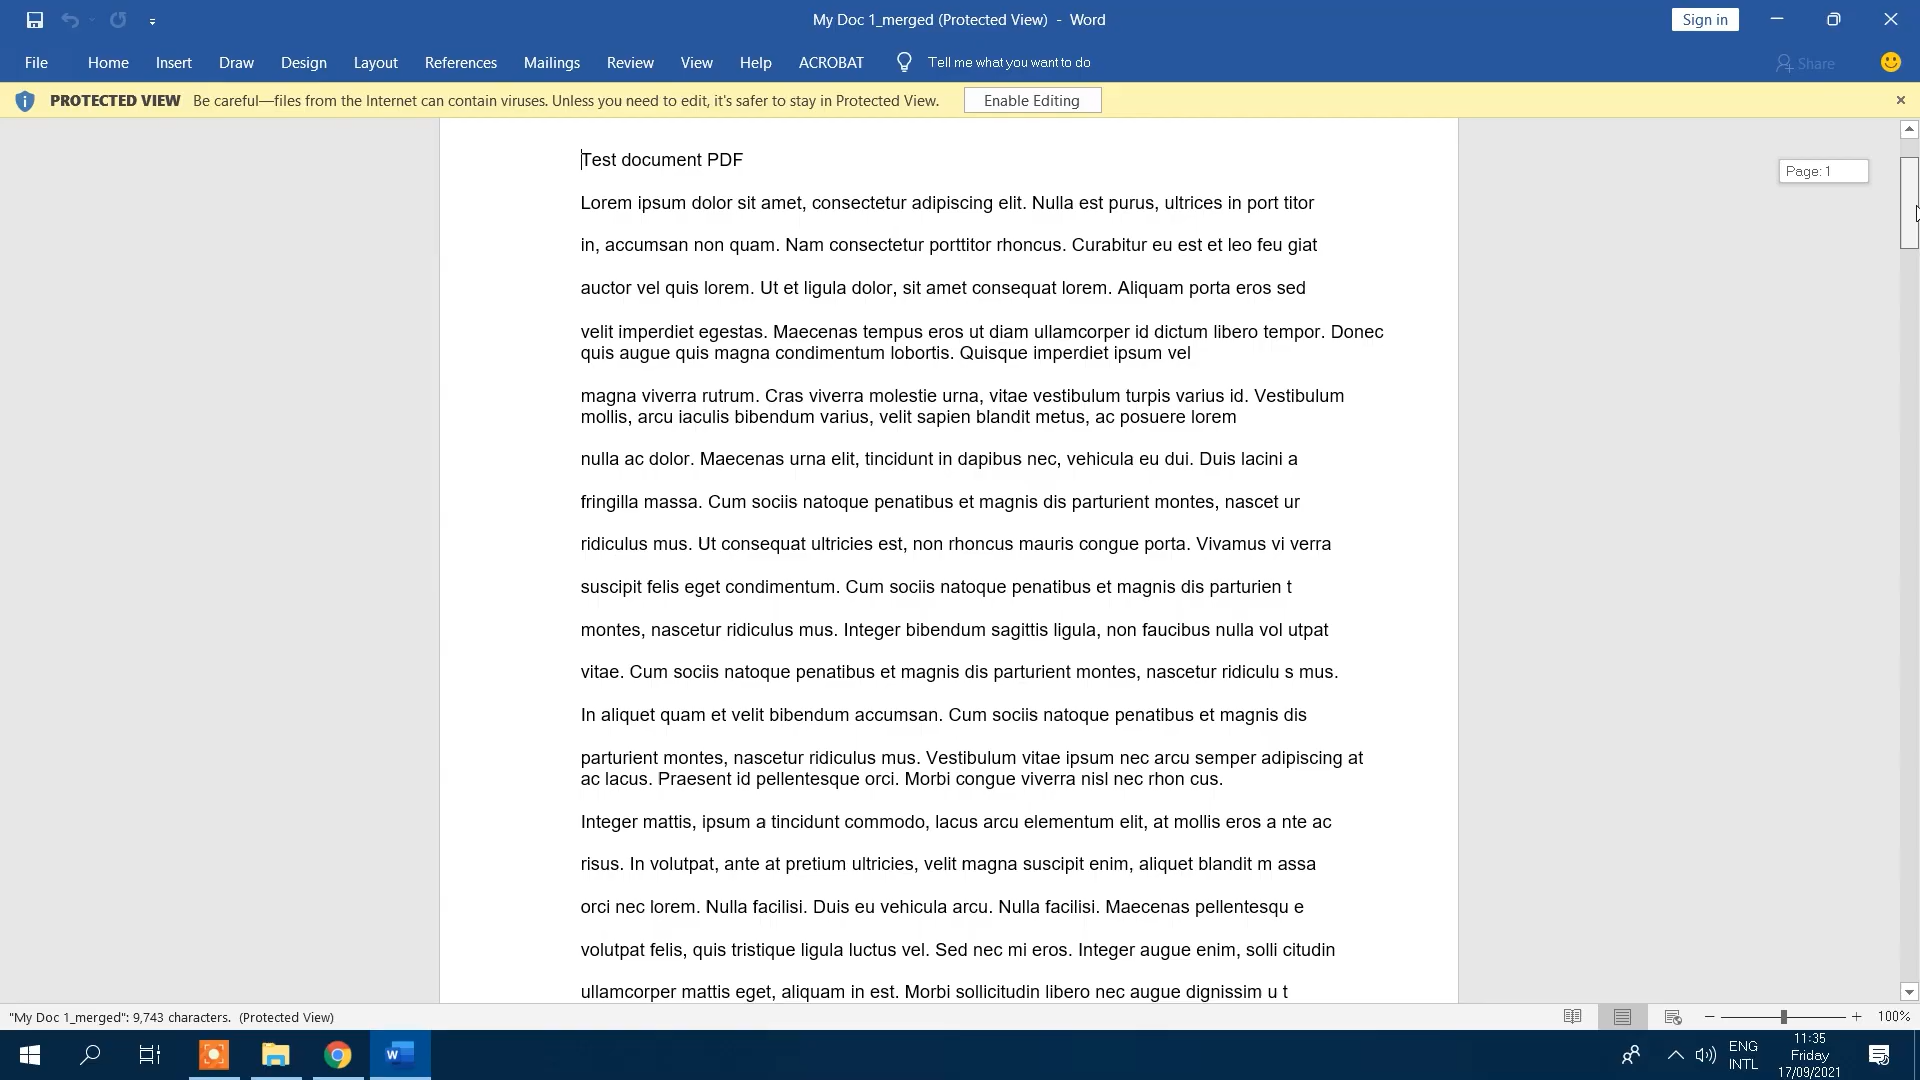 My Doc 1_merged (Protected View) - Word
Sign in
File Home Insert Draw Design Layout References Mailings Review View Help ACROBAT Tell me what you want to do Share
PROTECTED VIEW Be careful—files from the Internet can contain viruses. Unless you need to edit, it's safer to stay in Protected View. Enable Editing
Test document PDF
Page: 1
Lorem ipsum dolor sit amet, consectetur adipiscing elit. Nulla est purus, ultrices in port titor
in, accumsan non quam. Nam consectetur porttitor rhoncus. Curabitur eu est et leo feu giat
auctor vel quis lorem. Ut et ligula dolor, sit amet consequat lorem. Aliquam porta eros sed
velit imperdiet egestas. Maecenas tempus eros ut diam ullamcorper id dictum libero tempor. Donec
quis augue quis magna condimentum lobortis. Quisque imperdiet ipsum vel
magna viverra rutrum. Cras viverra molestie urna, vitae vestibulum turpis varius id. Vestibulum
mollis, arcu iaculis bibendum varius, velit sapien blandit metus, ac posuere lorem
nulla ac dolor. Maecenas urna elit, tincidunt in dapibus nec, vehicula eu dui. Duis lacini a
fringilla massa. Cum sociis natoque penatibus et magnis dis parturient montes, nascet ur
ridiculus mus. Ut consequat ultricies est, non rhoncus mauris congue porta. Vivamus vi verra
suscipit felis eget condimentum. Cum sociis natoque penatibus et magnis dis parturien t
montes, nascetur ridiculus mus. Integer bibendum sagittis ligula, non faucibus nulla vol utpat
vitae. Cum sociis natoque penatibus et magnis dis parturient montes, nascetur ridiculu s mus.
In aliquet quam et velit bibendum accumsan. Cum sociis natoque penatibus et magnis dis
parturient montes, nascetur ridiculus mus. Vestibulum vitae ipsum nec arcu semper adipiscing at
ac lacus. Praesent id pellentesque orci. Morbi congue viverra nisl nec rhon cus.
Integer mattis, ipsum a tincidunt commodo, lacus arcu elementum elit, at mollis eros a nte ac
risus. In volutpat, ante at pretium ultricies, velit magna suscipit enim, aliquet blandit m assa
orci nec lorem. Nulla facilisi. Duis eu vehicula arcu. Nulla facilisi. Maecenas pellentesqu e
volutpat felis, quis tristique ligula luctus vel. Sed nec mi eros. Integer augue enim, solli citudin
ullamcorper mattis eget, aliquam in est. Morbi sollicitudin libero nec augue dignissim u t
"My Doc 1_merged": 9,743 characters. (Protected View)
100%
W
ENG
INTL
11:35
Friday
17/09/2021